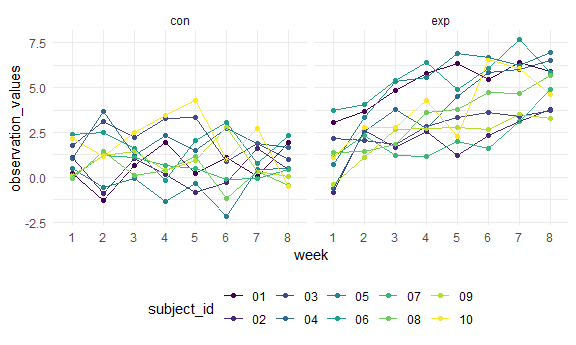 con exp
7.5
5.0
2.5
0.0
-2.5
observation_values
1 2 3 4 5 6 7 8 1 2 3 4 5 6 7 8
week
subject_id
01 03 05 07 09
02 04 06 08 10